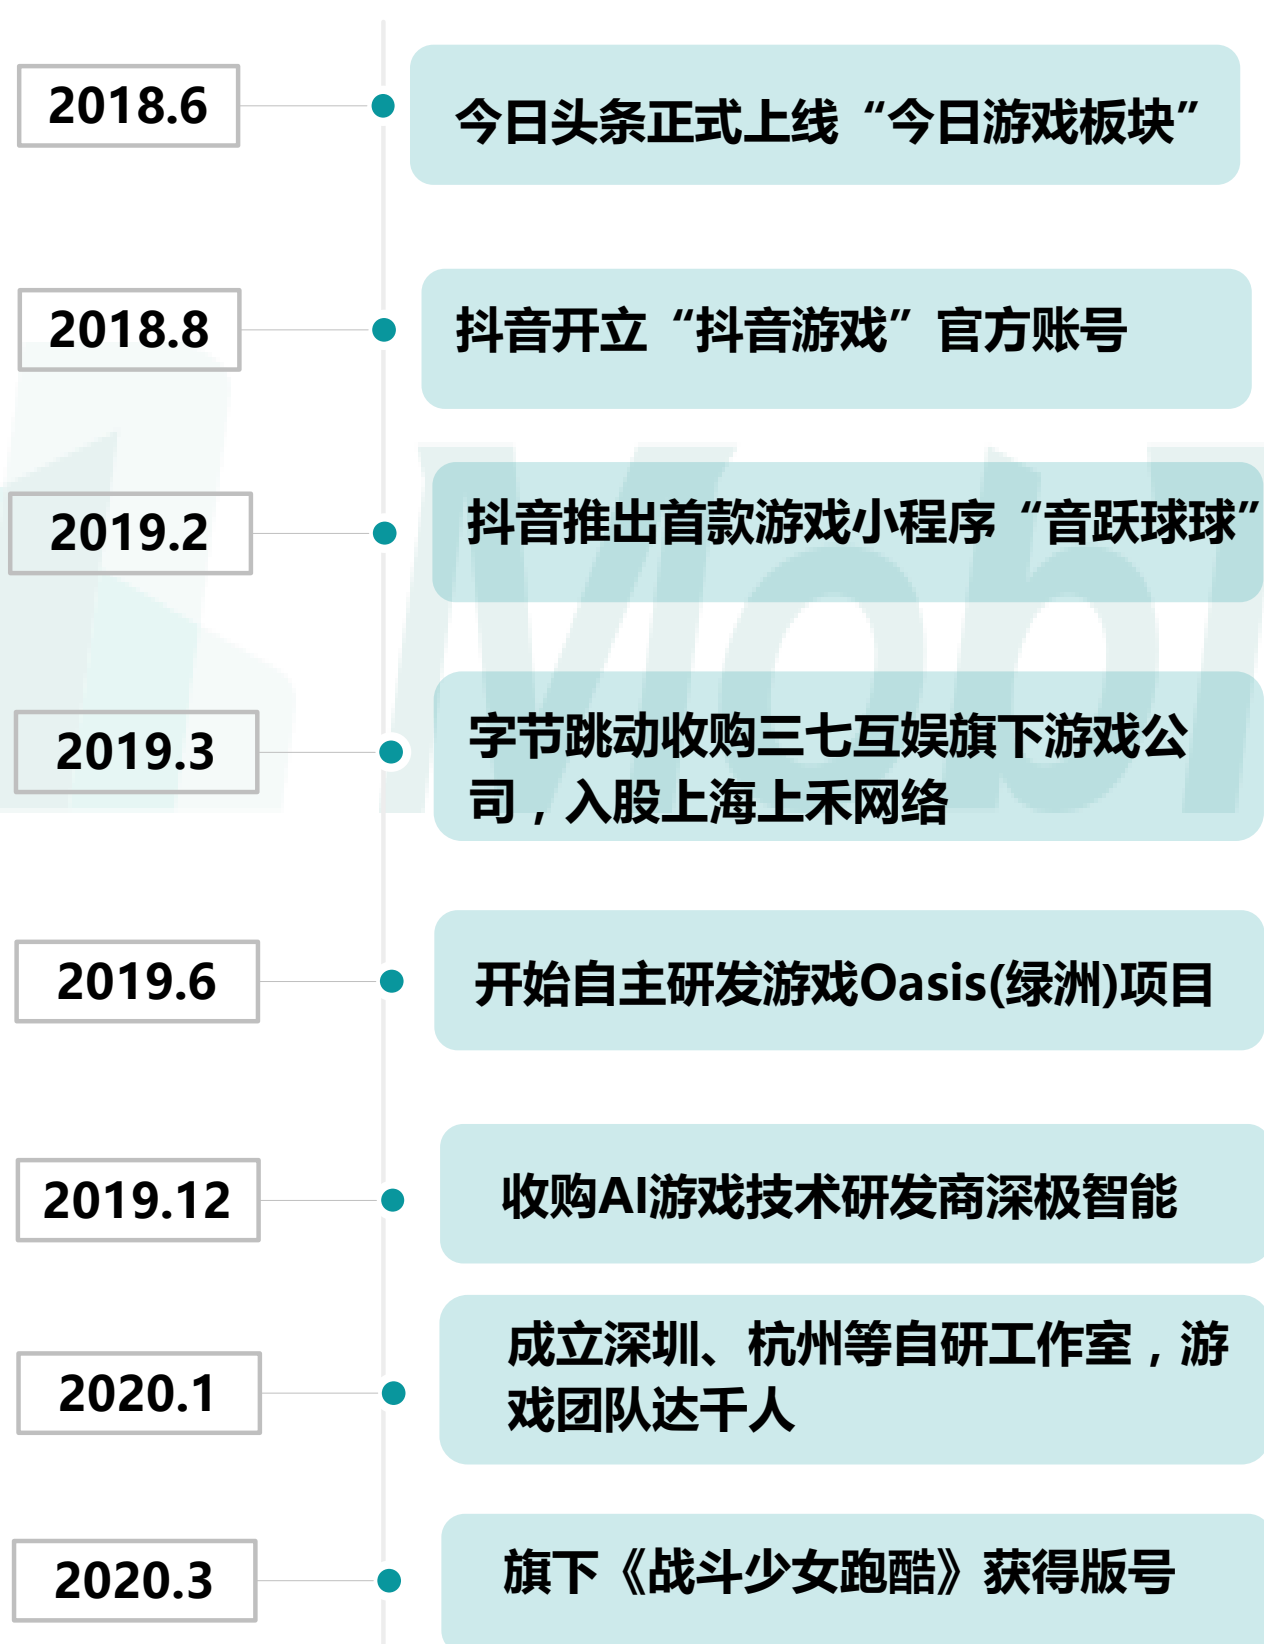 2018.6
今日头条正式上线“今日游戏板块”
2018.8
抖音开立“抖音游戏”官方账号
2019.2
抖音推出首款游戏小程序“音跃球球”
2019.3
字节跳动收购三七互娱旗下游戏公
司，入股上海上禾网络
2019.6
开始自主研发游戏Oasis(绿洲)项目
2019.12
收购AI游戏技术研发商深极智能
2020.1
成立深圳、杭州等自研工作室，游
戏团队达千人
2020.3
旗下《战斗少女跑酷》获得版号